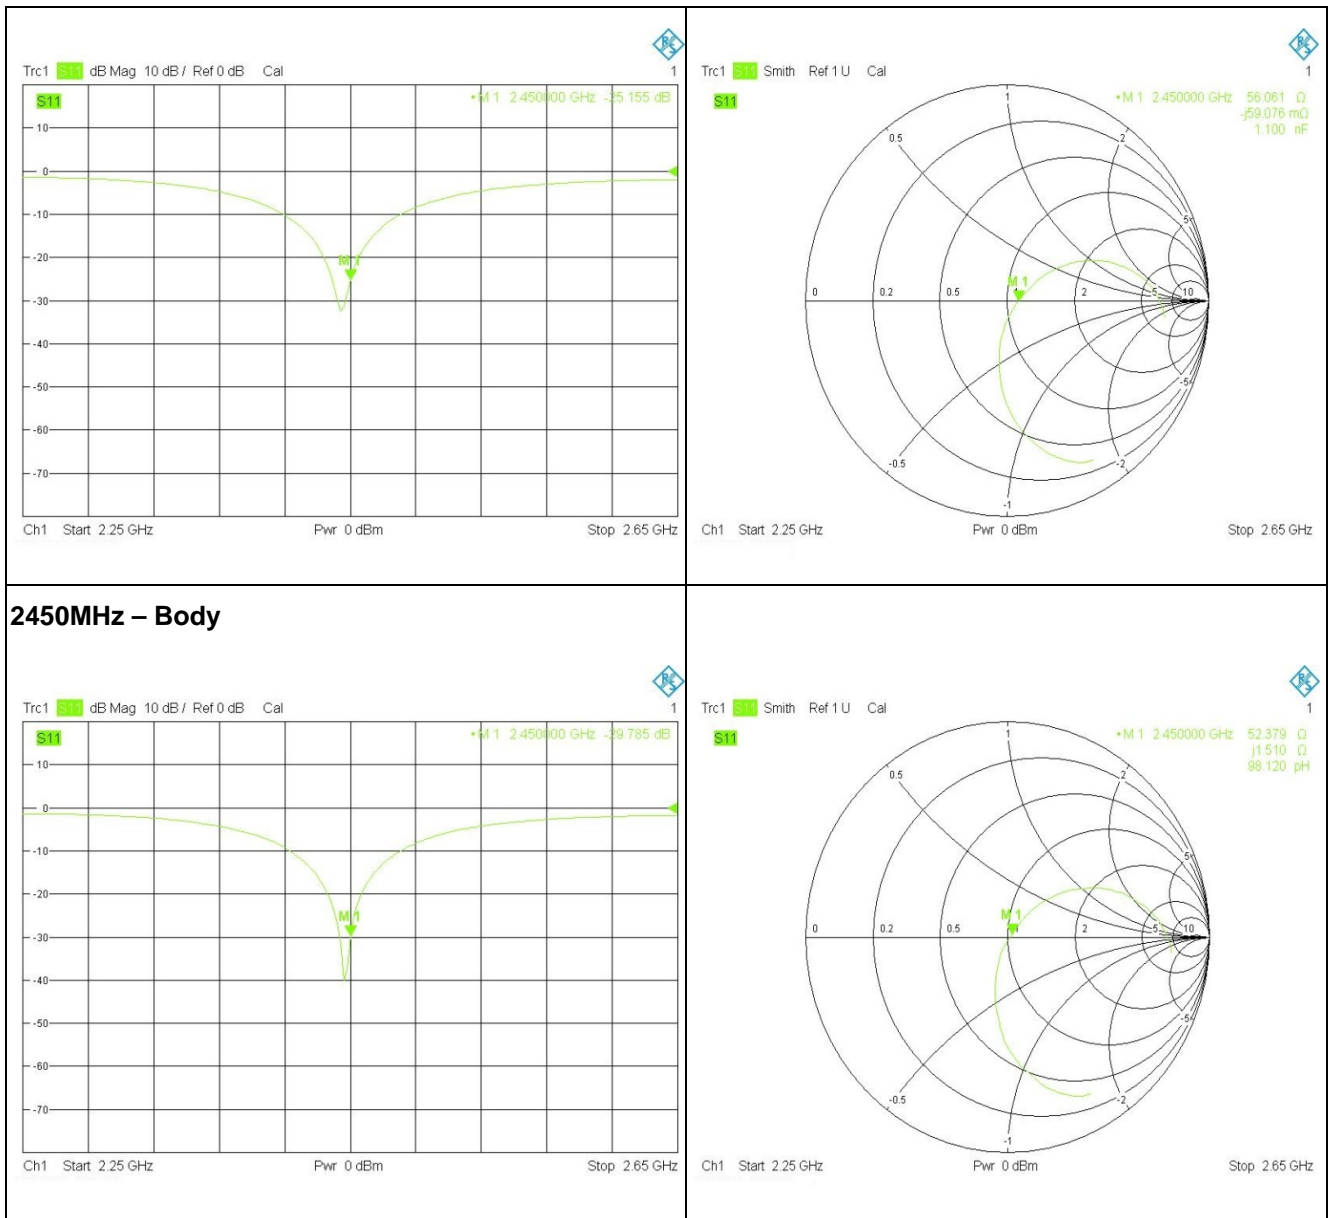 Trc1 S11 dB Mag 10 dB / Ref 0 dB Cal
1
S11
•M 1 2.450000 GHz -25.155 dB
10
0
-10
-20
M 1
-30
-40
-50
-60
-70
Ch1 Start 2.25 GHz Pwr 0 dBm Stop 2.65 GHz
Trc1 S11 Smith Ref 1 U Cal
1
S11
•M 1 2.450000 GHz 56.061 Ω
-j59.076 mΩ
1.100 nF
1
0.5
2
5
M 1
0 0.2 0.5 1 2 5 10
-5
-0.5
-2
-1
Ch1 Start 2.25 GHz Pwr 0 dBm Stop 2.65 GHz
2450MHz – Body
Trc1 S11 dB Mag 10 dB / Ref 0 dB Cal
1
S11
•M 1 2.450000 GHz -29.785 dB
10
0
-10
-20
M 1
-30
-40
-50
-60
-70
Ch1 Start 2.25 GHz Pwr 0 dBm Stop 2.65 GHz
Trc1 S11 Smith Ref 1 U Cal
1
S11
•M 1 2.450000 GHz 52.379 Ω
j1.510 Ω
98.120 pH
1
0.5
2
5
M 1
0 0.2 0.5 1 2 5 10
-5
-0.5
-2
-1
Ch1 Start 2.25 GHz Pwr 0 dBm Stop 2.65 GHz